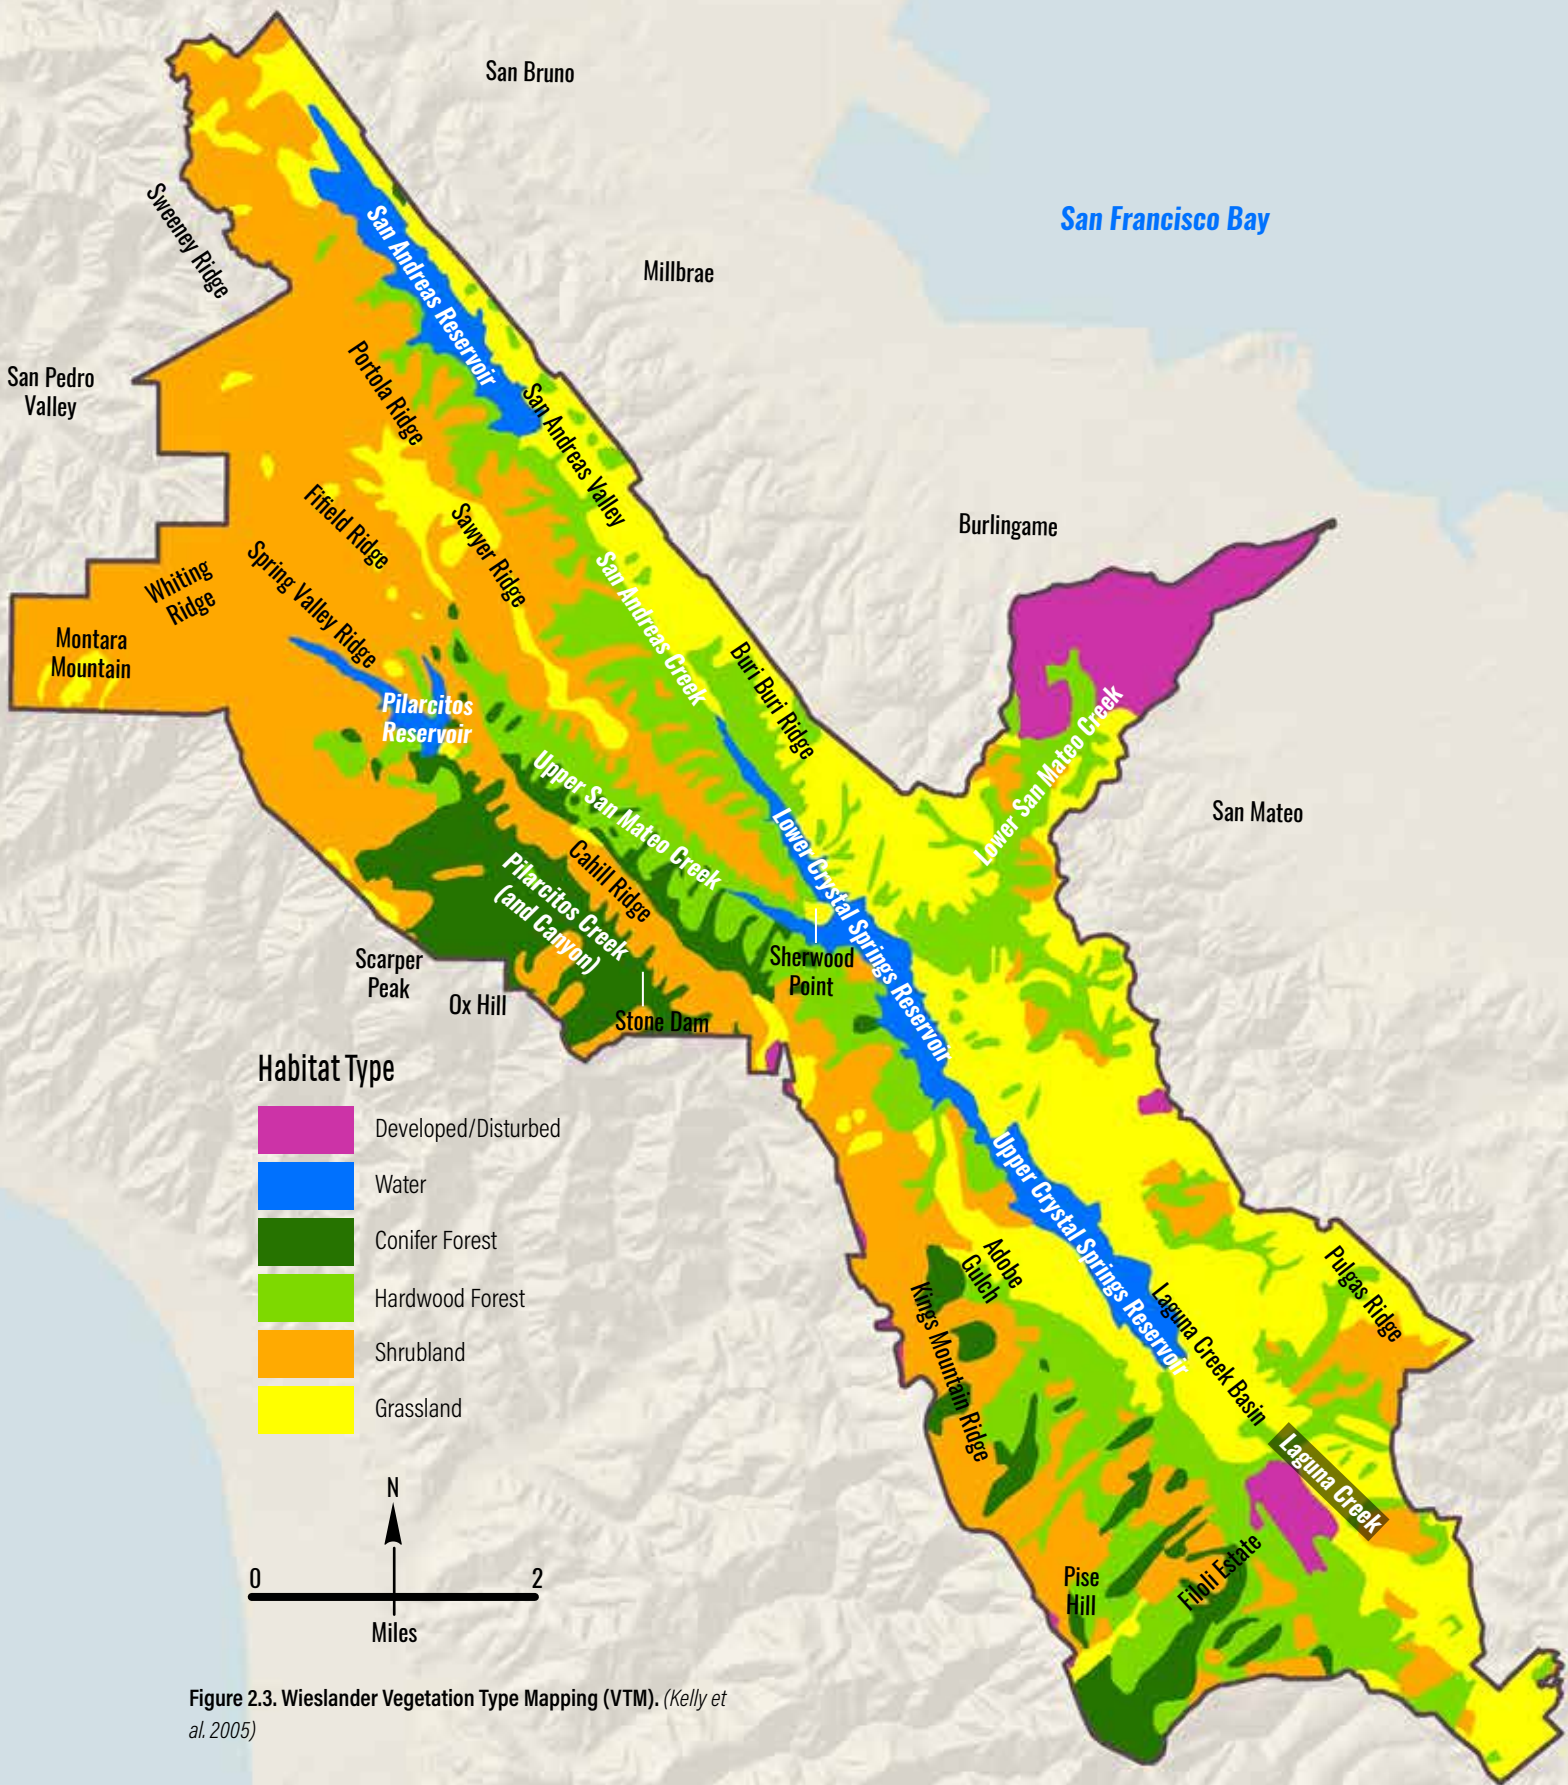 San Bruno
San Francisco Bay
Sweeney Ridge
San Andreas Reservoir
Millbrae
San Pedro
Valley
Portola Ridge
San Andreas Valley
Fifield Ridge
Sawyer Ridge
Burlingame
Whiting
Ridge
Spring Valley Ridge
San Andreas Creek
Montara
Mountain
Buri Buri Ridge
Pilarcitos
Reservoir
Lower San Mateo Creek
Upper San Mateo Creek
San Mateo
Lower Crystal Springs Reservoir
Cahill Ridge
Pilarcitos Creek
(and Canyon)
Sherwood
Point
Scarper
Peak
Ox Hill
Stone Dam
Upper Crystal Springs Reservoir
Adobe
Gulch
Kings Mountain Ridge
Laguna Creek Basin
Pulgas Ridge
Laguna Creek
Filoli Estate
Pise
Hill
Habitat Type
Developed/Disturbed
Water
Conifer Forest
Hardwood Forest
Shrubland
Grassland
N
0 2
Miles
Figure 2.3. Wieslander Vegetation Type Mapping (VTM). (Kelly et
al. 2005)